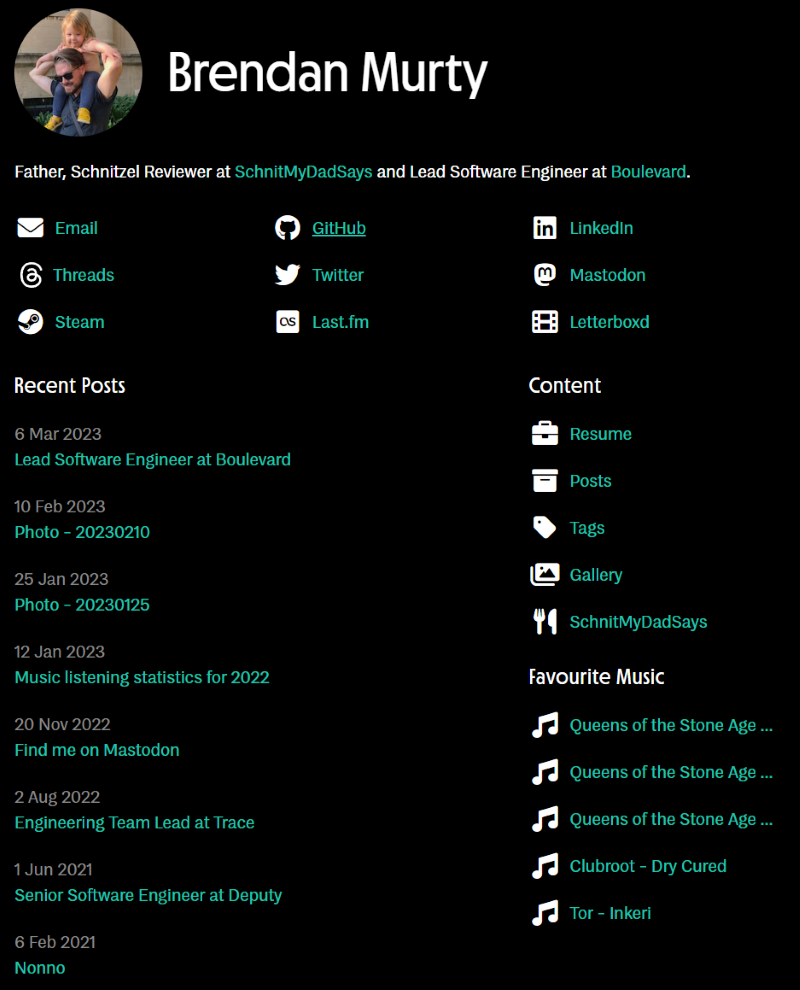 Brendan Murty
Father, Schnitzel Reviewer at SchnitMyDadSays and Lead Software Engineer at Boulevard.
Email
GitHub
LinkedIn
Threads
Twitter
Mastodon
Steam
Last.fm
Letterboxd
Recent Posts
6 Mar 2023
Lead Software Engineer at Boulevard
10 Feb 2023
Photo - 20230210
25 Jan 2023
Photo - 20230125
12 Jan 2023
Music listening statistics for 2022
20 Nov 2022
Find me on Mastodon
2 Aug 2022
Engineering Team Lead at Trace
1 Jun 2021
Senior Software Engineer at Deputy
6 Feb 2021
Nonno
Content
Resume
Posts
Tags
Gallery
SchnitMyDadSays
Favourite Music
Queens of the Stone Age ...
Queens of the Stone Age ...
Queens of the Stone Age ...
Clubroot - Dry Cured
Tor - Inkeri